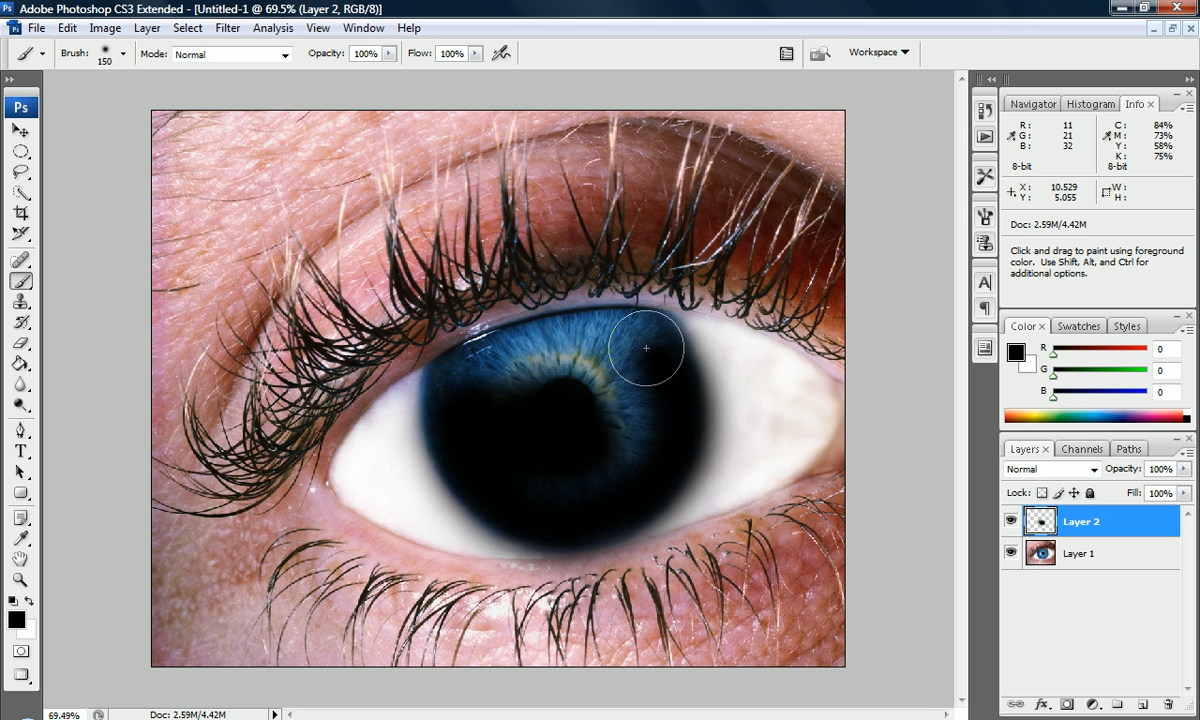 Ps Adobe Photoshop CS3 Extended - [Untitled-1 @ 69.5% (Layer 2, RGB/8)]
Ps File Edit Image Layer Select Filter Analysis View Window Help
Brush: 150 Mode: Normal Opacity: 100% Flow: 100% Br Workspace
Ps
T
Navigator Histogram Info
R: 11 C: 84%
G: 21 M: 73%
B: 32 Y: 58%
K: 75%
8-bit 8-bit
X: 10.529 W:
Y: 5.055 H:
Doc: 2.59M/4.42M
Click and drag to paint using foreground
color. Use Shift, Alt, and Ctrl for
additional options.
A
Color Swatches Styles
R 0
G 0
B 0
Layers Channels Paths
Normal Opacity: 100%
Lock: Fill: 100%
Layer 2
Layer 1
fx
69.49% Doc: 2.59M/4.42M